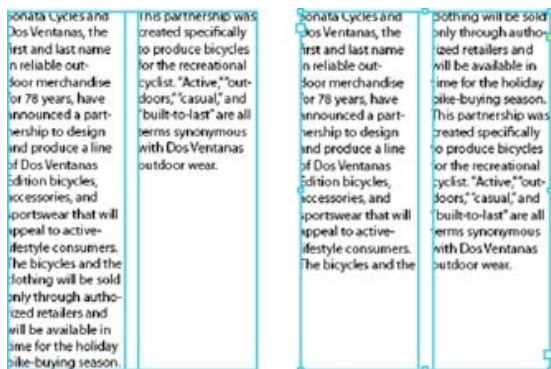 Sonata Cycles and
Dos Ventanas, the
first and last name
in reliable out-
door merchandise
for 78 years, have
announced a part-
nership to design
and produce a line
of Dos Ventanas
Edition bicycles,
accessories, and
sportswear that will
appeal to active-
lifestyle consumers.
The bicycles and the
clothing will be sold
only through autho-
rized retailers and
will be available in
time for the holiday
bike-buying season.
This partnership was
created specifically
to produce bicycles
for the recreational
cyclist. “Active,” “out-
doors,” “casual,” and
“built-to-last” are all
terms synonymous
with Dos Ventanas
outdoor wear.
Sonata Cycles and
Dos Ventanas, the
first and last name
in reliable out-
door merchandise
for 78 years, have
announced a part-
nership to design
and produce a line
of Dos Ventanas
Edition bicycles,
accessories, and
sportswear that will
appeal to active-
lifestyle consumers.
The bicycles and the
clothing will be sold
only through autho-
rized retailers and
will be available in
time for the holiday
bike-buying season.
This partnership was
created specifically
to produce bicycles
for the recreational
cyclist. “Active,” “out-
doors,” “casual,” and
“built-to-last” are all
terms synonymous
with Dos Ventanas
outdoor wear.